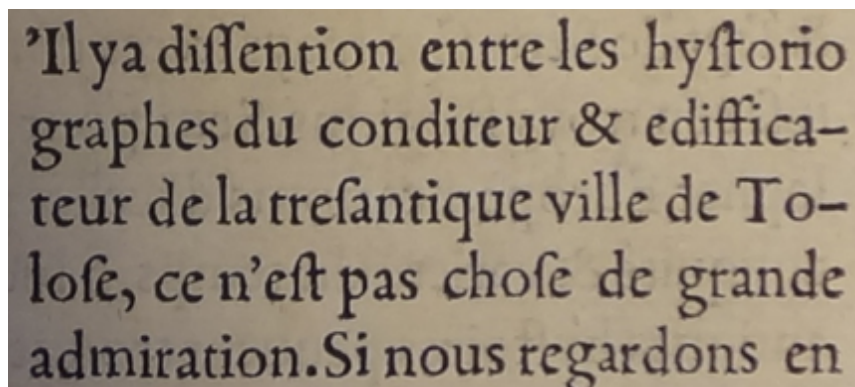 ’Il ya diſſention entre les hyſtorio
graphes du conditeur & ediffica-
teur de la treſantique ville de To-
loſe, ce n’eſt pas choſe de grande
admiration. Si nous regardons en